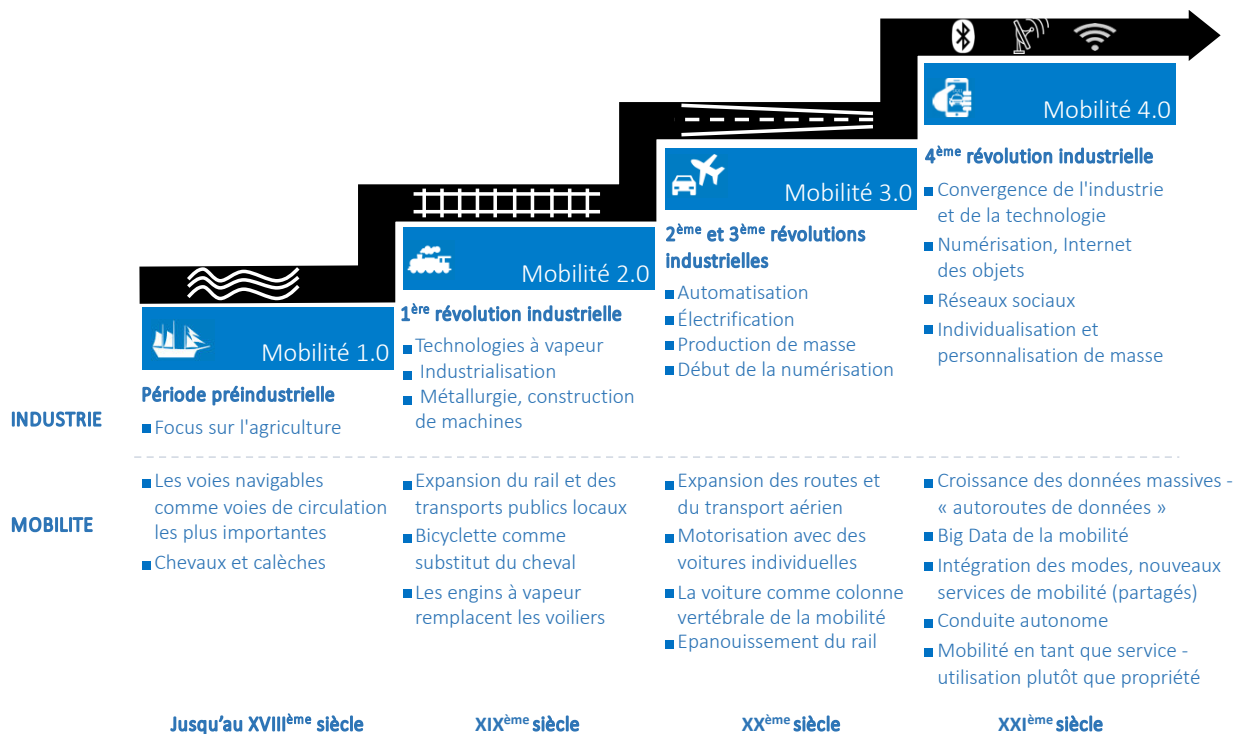 Mobilité 1.0
Période préindustrielle
INDUSTRIE
Focus sur l'agriculture
Mobilité 2.0
1ère révolution industrielle
Technologies à vapeur
Industrialisation
Métallurgie, construction
de machines
Mobilité 3.0
2ème et 3ème révolutions
industrielles
Automatisation
Électrification
Production de masse
Début de la numérisation
Mobilité 4.0
4ème révolution industrielle
Convergence de l'industrie
et de la technologie
Numérisation, Internet
des objets
Réseaux sociaux
Individualisation et
personnalisation de masse
MOBILITE
Les voies navigables
comme voies de circulation
les plus importantes
Chevaux et calèches
Expansion du rail et des
transports publics locaux
Bicyclette comme
substitut du cheval
Les engins à vapeur
remplacent les voiliers
Expansion des routes et
du transport aérien
Motorisation avec des
voitures individuelles
La voiture comme colonne
vertébrale de la mobilité
Epanouissement du rail
Croissance des données massives -
« autoroutes de données »
Big Data de la mobilité
Intégration des modes, nouveaux
services de mobilité (partagés)
Conduite autonome
Mobilité en tant que service -
utilisation plutôt que propriété
Jusqu'au XVIIIème siècle
XIXème siècle
XXème siècle
XXIème siècle